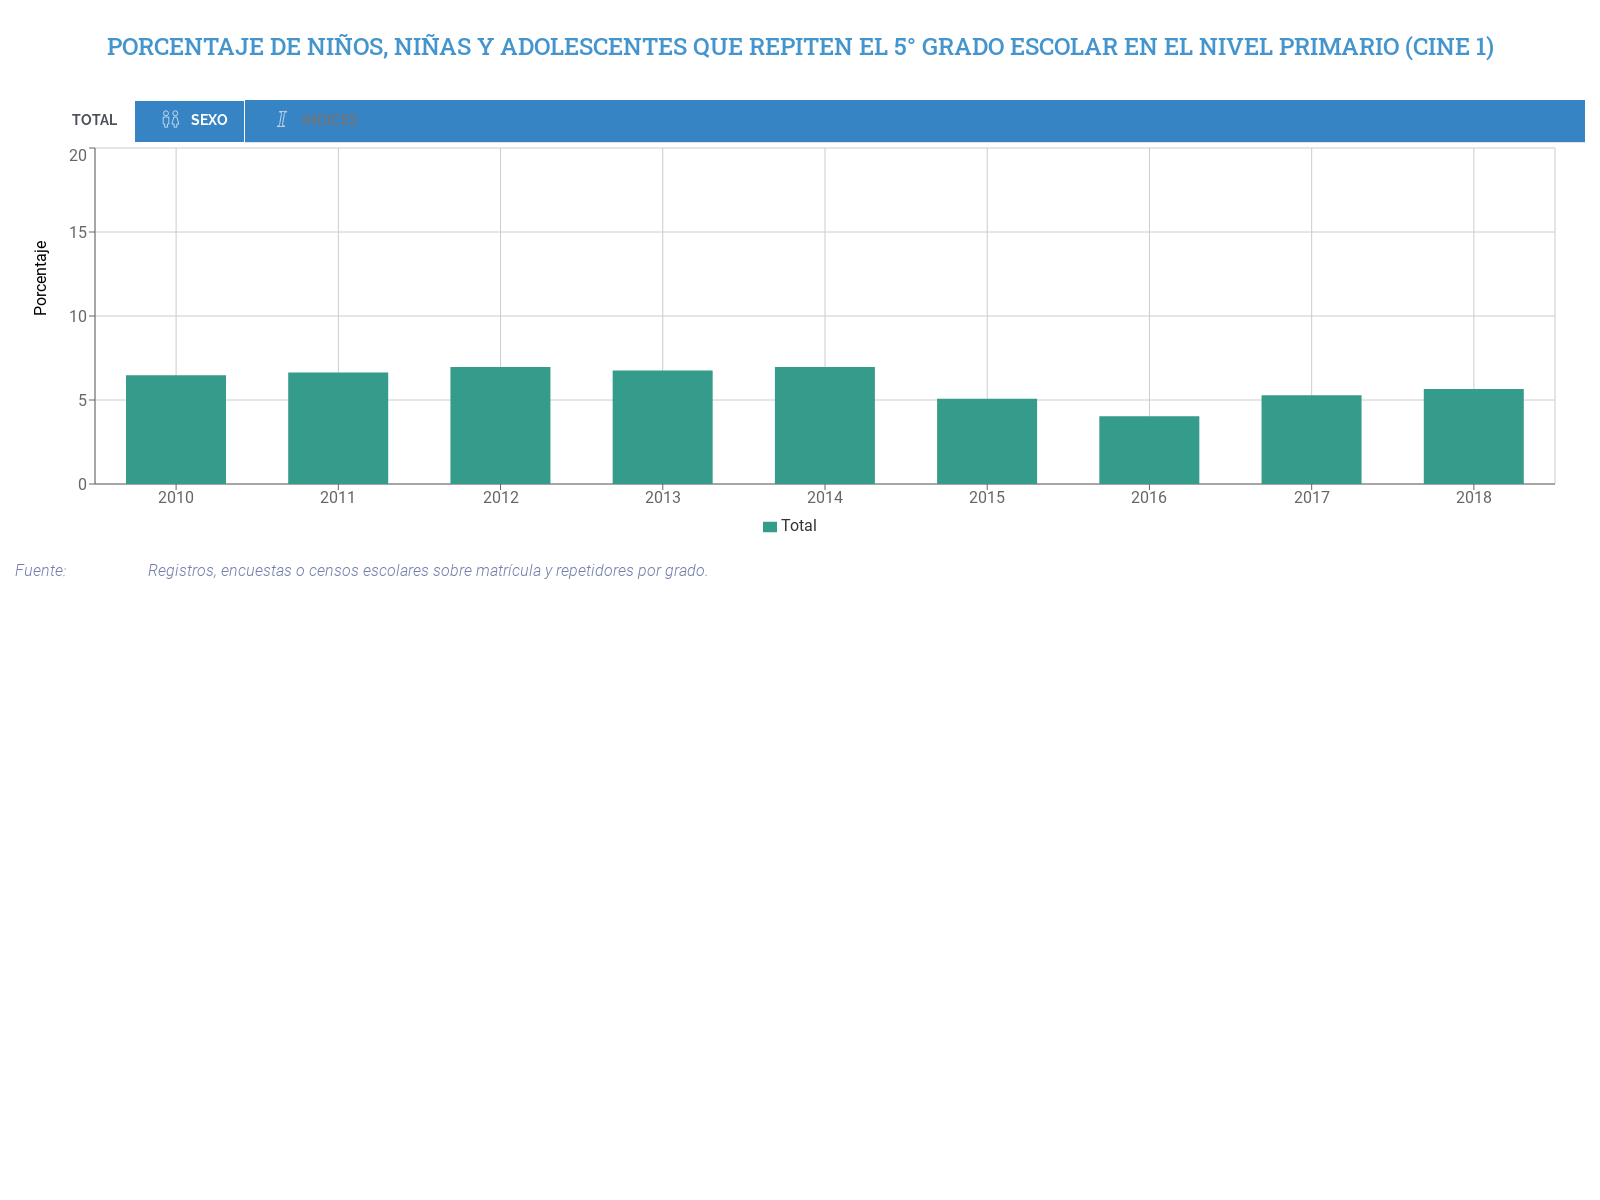 PORCENTAJE DE NIÑOS, NIÑAS Y ADOLESCENTES QUE REPITEN EL 5° GRADO ESCOLAR EN EL NIVEL PRIMARIO (CINE 1)
TOTAL SEXO INDICES
20
15
10
5
0
Porcentaje
2010 2011 2012 2013 2014 2015 2016 2017 2018
Total
Fuente: Registros, encuestas o censos escolares sobre matrícula y repetidores por grado.